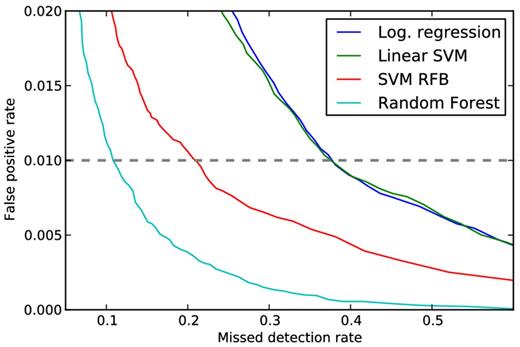 0.020
0.015
0.010
0.005
0.000
False positive rate
Log. regression
Linear SVM
SVM RFB
Random Forest
0.1 0.2 0.3 0.4 0.5
Missed detection rate